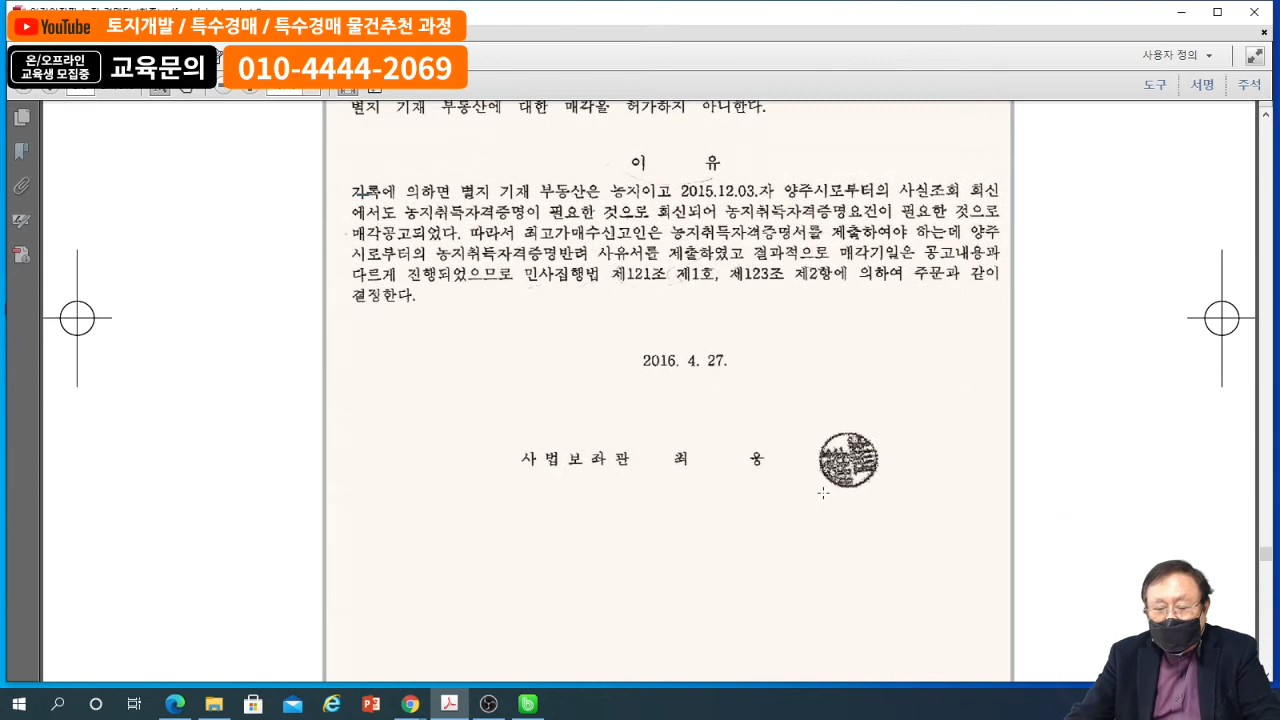 YouTube 토지개발 / 특수경매 / 특수경매 물건추천 과정
온/오프라인
교육생 모집중
교육문의 010-4444-2069
사용자 정의
도구 서명 주석
별지 기재 부동산에 대한 매각을 허가하지 아니한다.
이 유
기록에 의하면 별지 기재 부동산은 농지이고 2015.12.03.자 양주시로부터의 사실조회 회신
에서도 농지취득자격증명이 필요한 것으로 회신되어 농지취득자격증명요건이 필요한 것으로
매각공고되었다. 따라서 최고가매수신고인은 농지취득자격증명서를 제출하여야 하는데 양주
시로부터의 농지취득자격증명반려 사유서를 제출하였고 결과적으로 매각기일은 공고내용과
다르게 진행되었으므로 민사집행법 제121조 제1호, 제123조 제2항에 의하여 주문과 같이
결정한다.
2016. 4. 27.
사법보좌관 최 웅